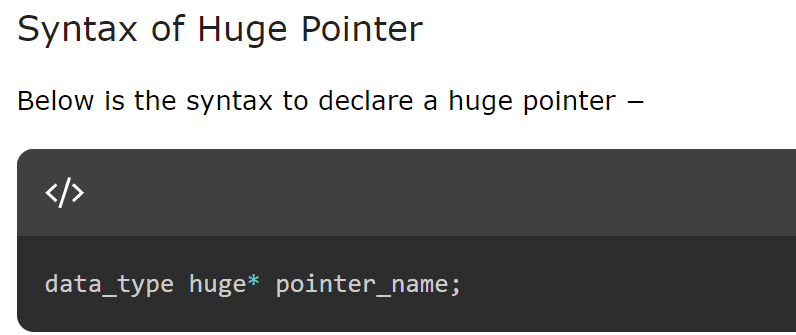 Syntax of Huge Pointer
Below is the syntax to declare a huge pointer −
</>
data_type huge* pointer_name;